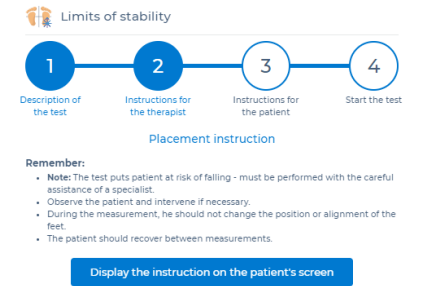 Limits of stability
1
2
3
4
Description of
the test
Instructions for
the therapist
Instructions for
the patient
Start the test
Placement instruction
Remember:
• Note: The test puts patient at risk of falling - must be performed with the careful
assistance of a specialist.
• Observe the patient and intervene if necessary.
• During the measurement, he should not change the position or alignment of the
feet.
• The patient should recover between measurements.
Display the instruction on the patient's screen